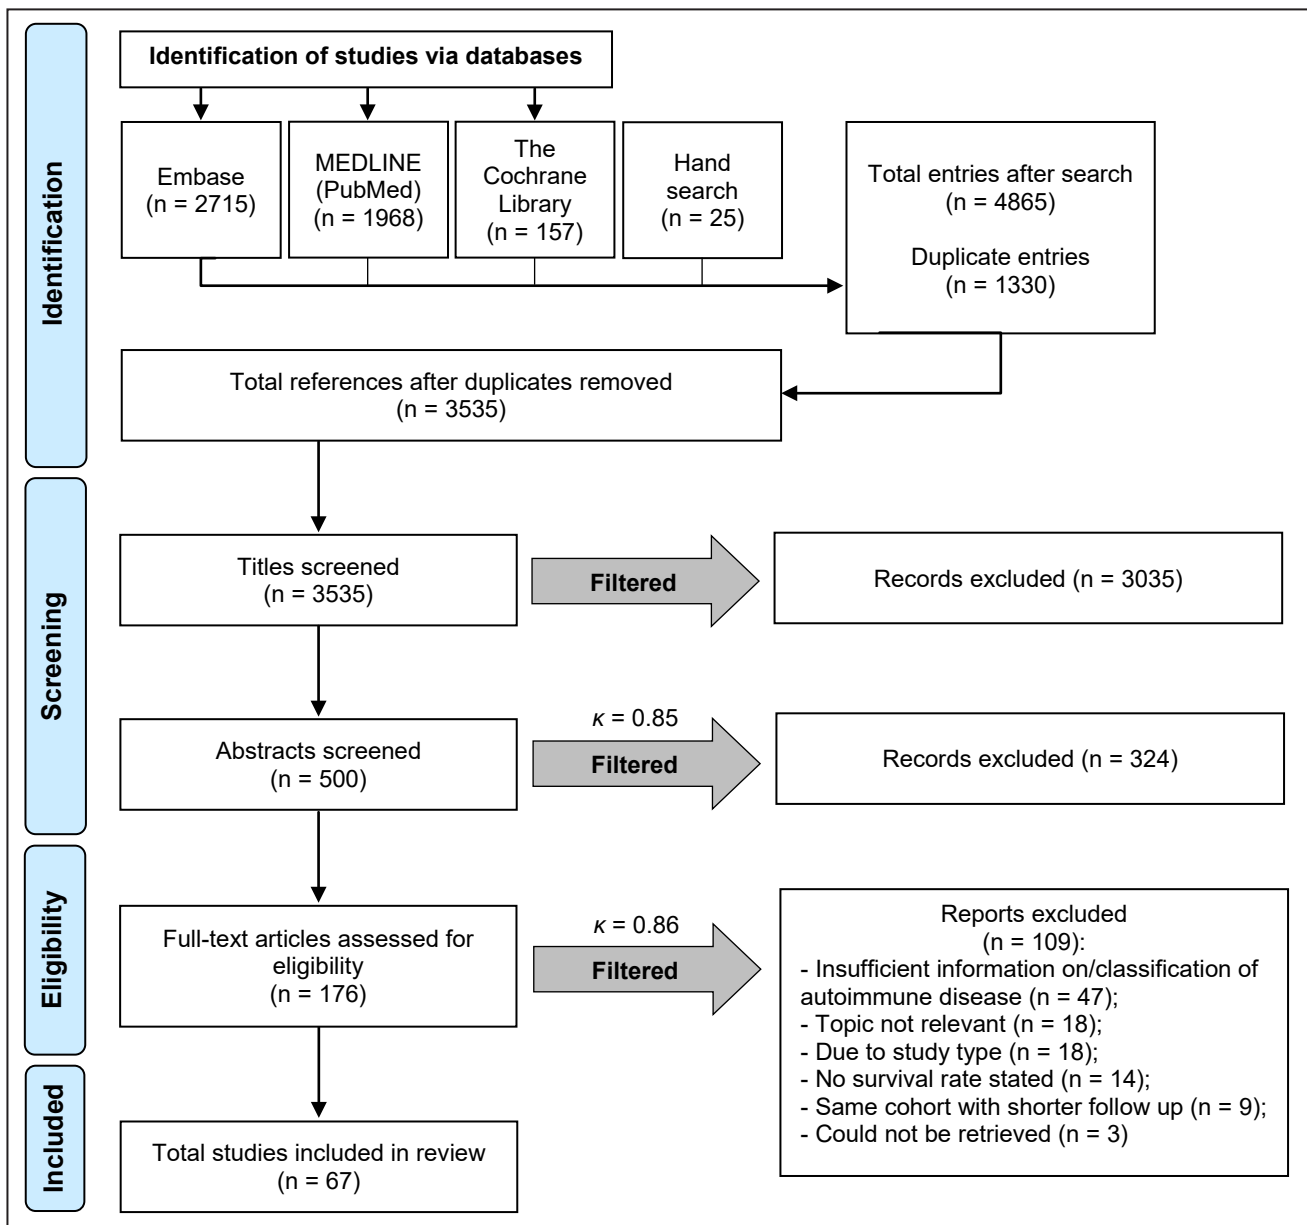 Identification
Identification of studies via databases
Embase
(n = 2715)
MEDLINE
(PubMed)
(n = 1968)
The
Cochrane
Library
(n = 157)
Hand
search
(n = 25)
Total entries after search
(n = 4865)
Duplicate entries
(n = 1330)
Total references after duplicates removed
(n = 3535)
Screening
Titles screened
(n = 3535)
Filtered
Records excluded (n = 3035)
Abstracts screened
(n = 500)
κ = 0.85
Filtered
Records excluded (n = 324)
Eligibility
Full-text articles assessed for
eligibility
(n = 176)
κ = 0.86
Filtered
Reports excluded
(n = 109):
- Insufficient information on/classification of
autoimmune disease (n = 47);
- Topic not relevant (n = 18);
- Due to study type (n = 18);
- No survival rate stated (n = 14);
- Same cohort with shorter follow up (n = 9);
- Could not be retrieved (n = 3)
Included
Total studies included in review
(n = 67)